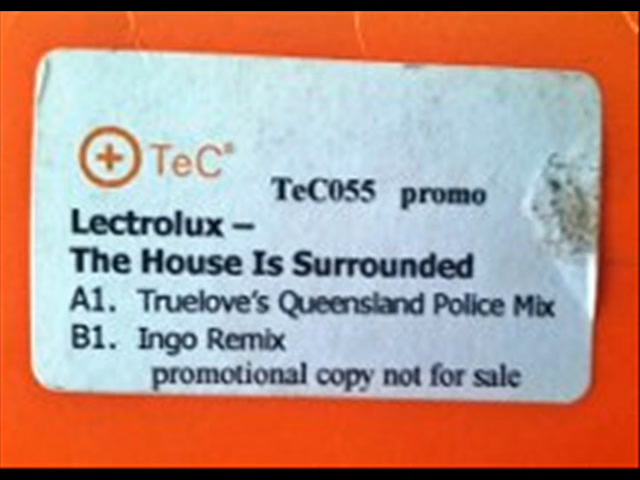 TeC®
TeC055 promo
Lectrolux –
The House Is Surrounded
A1. Truelove's Queensland Police Mix
B1. Ingo Remix
promotional copy not for sale